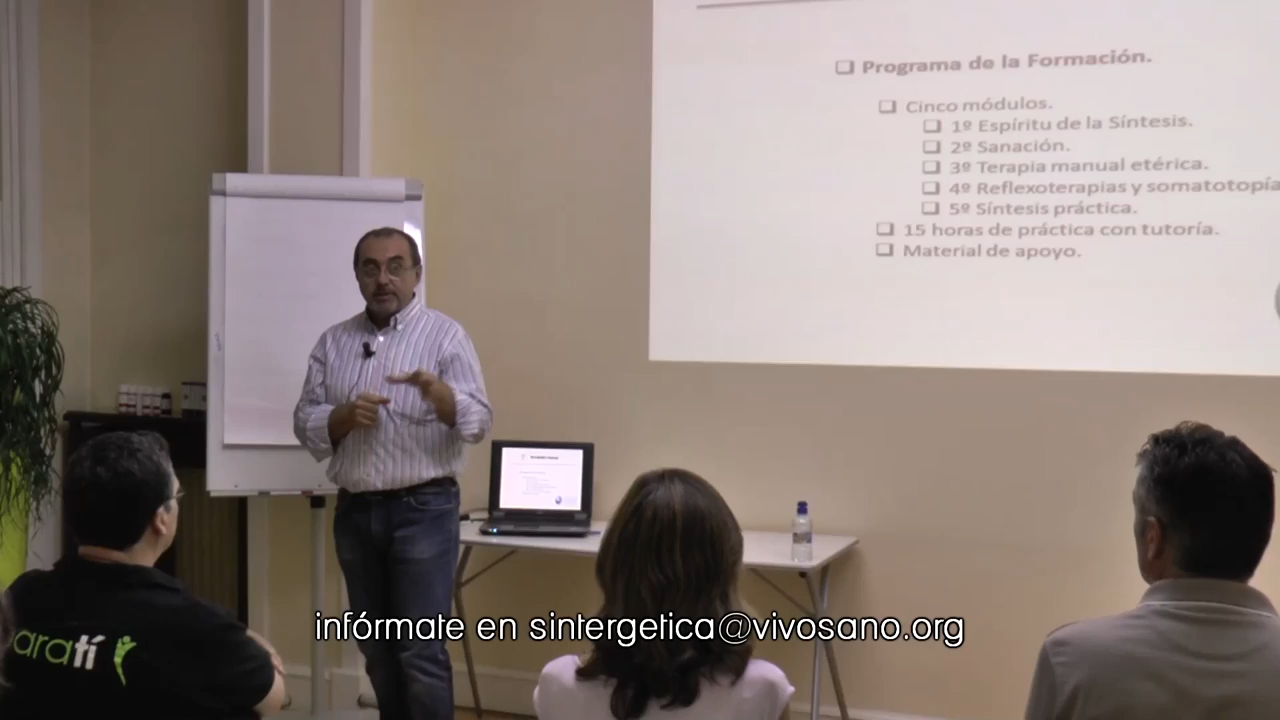 Programa de la Formación.
Cinco módulos.
1º Espíritu de la Síntesis.
2º Sanación.
3º Terapia manual etérica.
4º Reflexoterapias y somatotopía
5º Síntesis práctica.
15 horas de práctica con tutoría.
Material de apoyo.
aratí
infórmate en sintergetica@vivosano.org